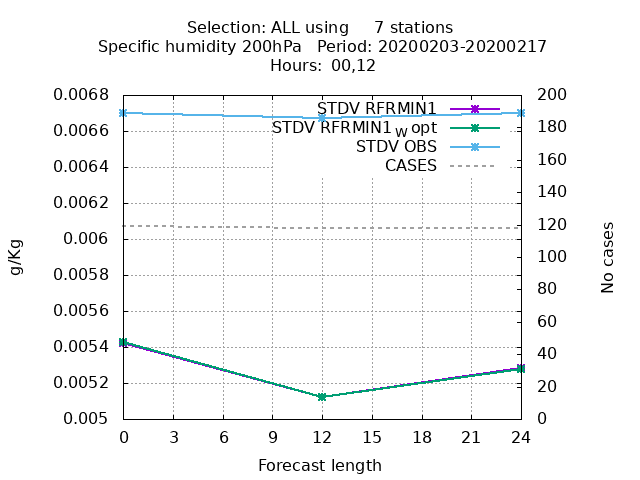 Selection: ALL using     7 stations
Specific humidity 200hPa   Period: 20200203-20200217
Hours:  00,12
0.0068
0.0066
0.0064
0.0062
0.006
0.0058
0.0056
0.0054
0.0052
0.005
g/Kg
STDV RFRMIN1
STDV RFRMIN1 W opt
STDV OBS
CASES
200
180
160
140
120
100
80
60
40
20
0
No cases
0 3 6 9 12 15 18 21 24
Forecast length